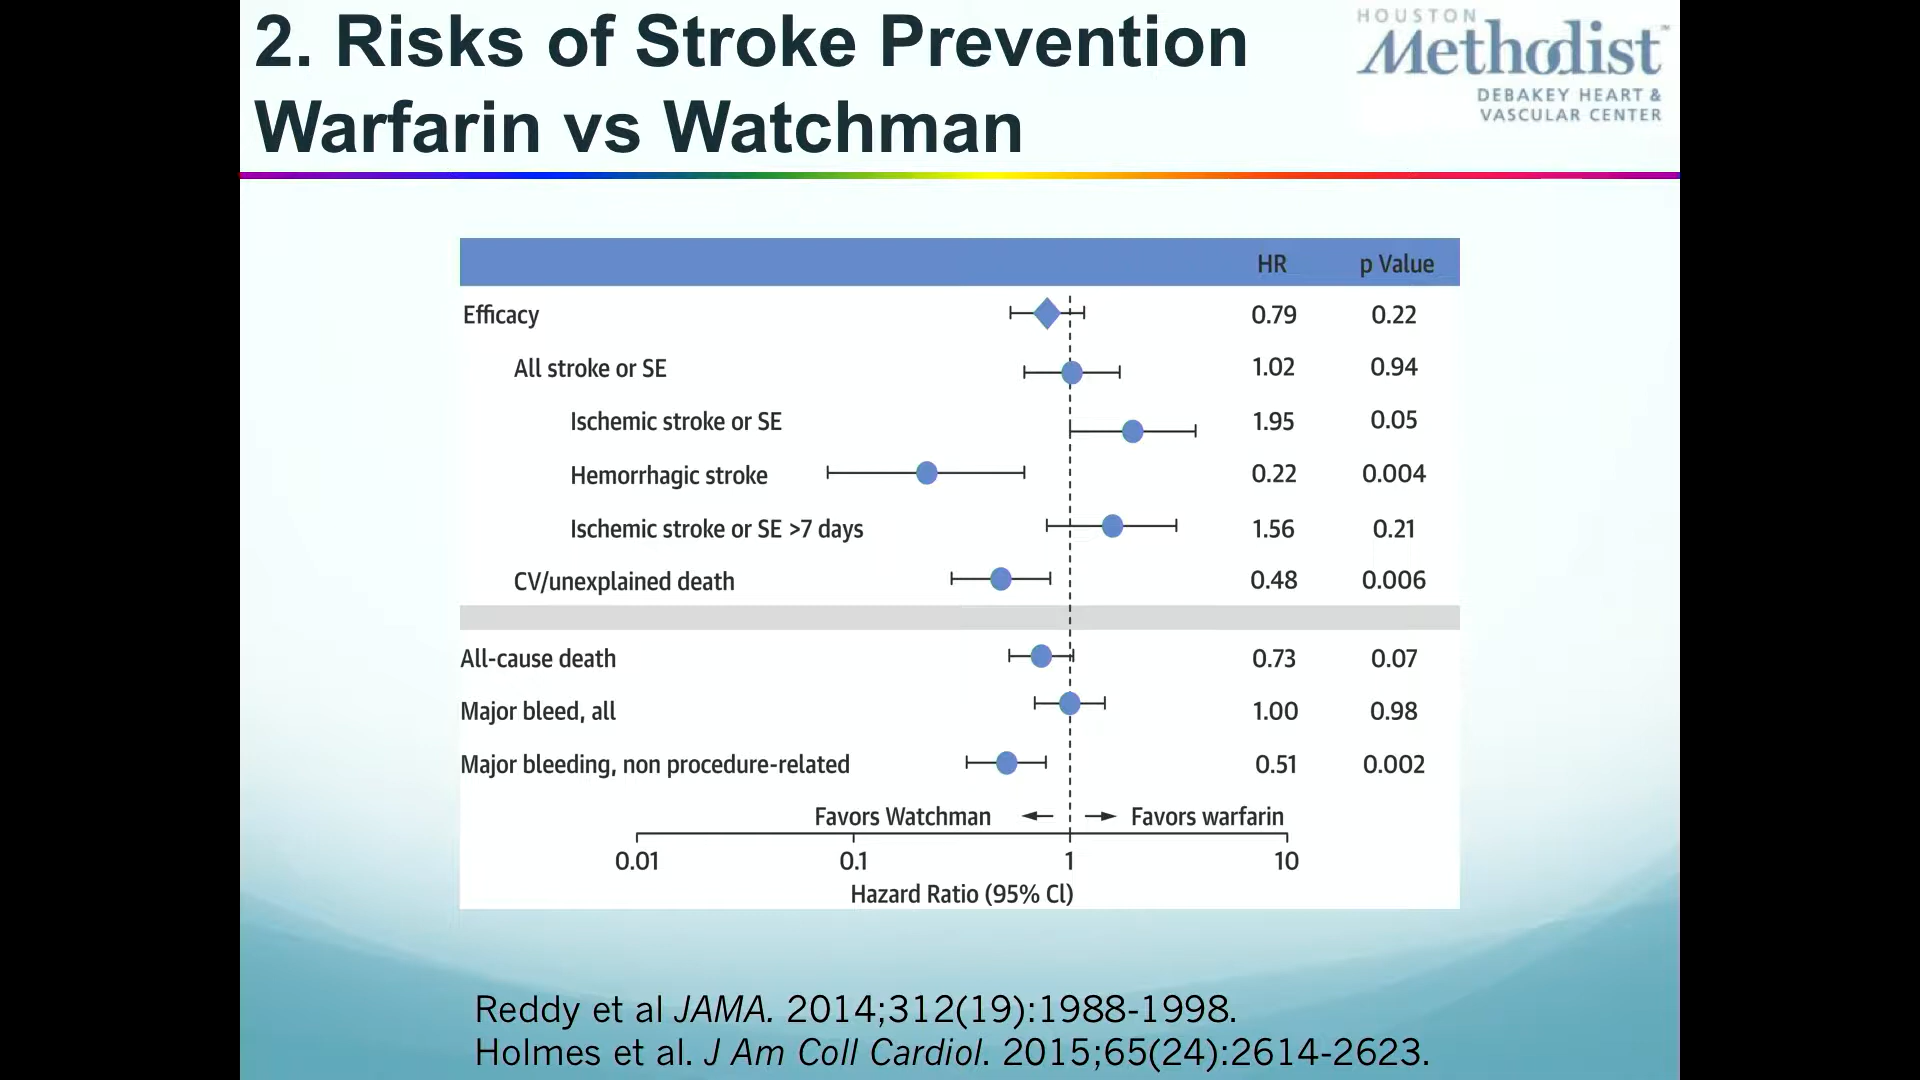 2. Risks of Stroke Prevention
Warfarin vs Watchman
HOUSTON
Methodist™
DEBAKEY HEART &
VASCULAR CENTER
HR p Value
Efficacy 0.79 0.22
All stroke or SE 1.02 0.94
Ischemic stroke or SE 1.95 0.05
Hemorrhagic stroke 0.22 0.004
Ischemic stroke or SE >7 days 1.56 0.21
CV/unexplained death 0.48 0.006
All-cause death 0.73 0.07
Major bleed, all 1.00 0.98
Major bleeding, non procedure-related 0.51 0.002
Favors Watchman ← → Favors warfarin
0.01 0.1 1 10
Hazard Ratio (95% Cl)
Reddy et al JAMA. 2014;312(19):1988-1998.
Holmes et al. J Am Coll Cardiol. 2015;65(24):2614-2623.